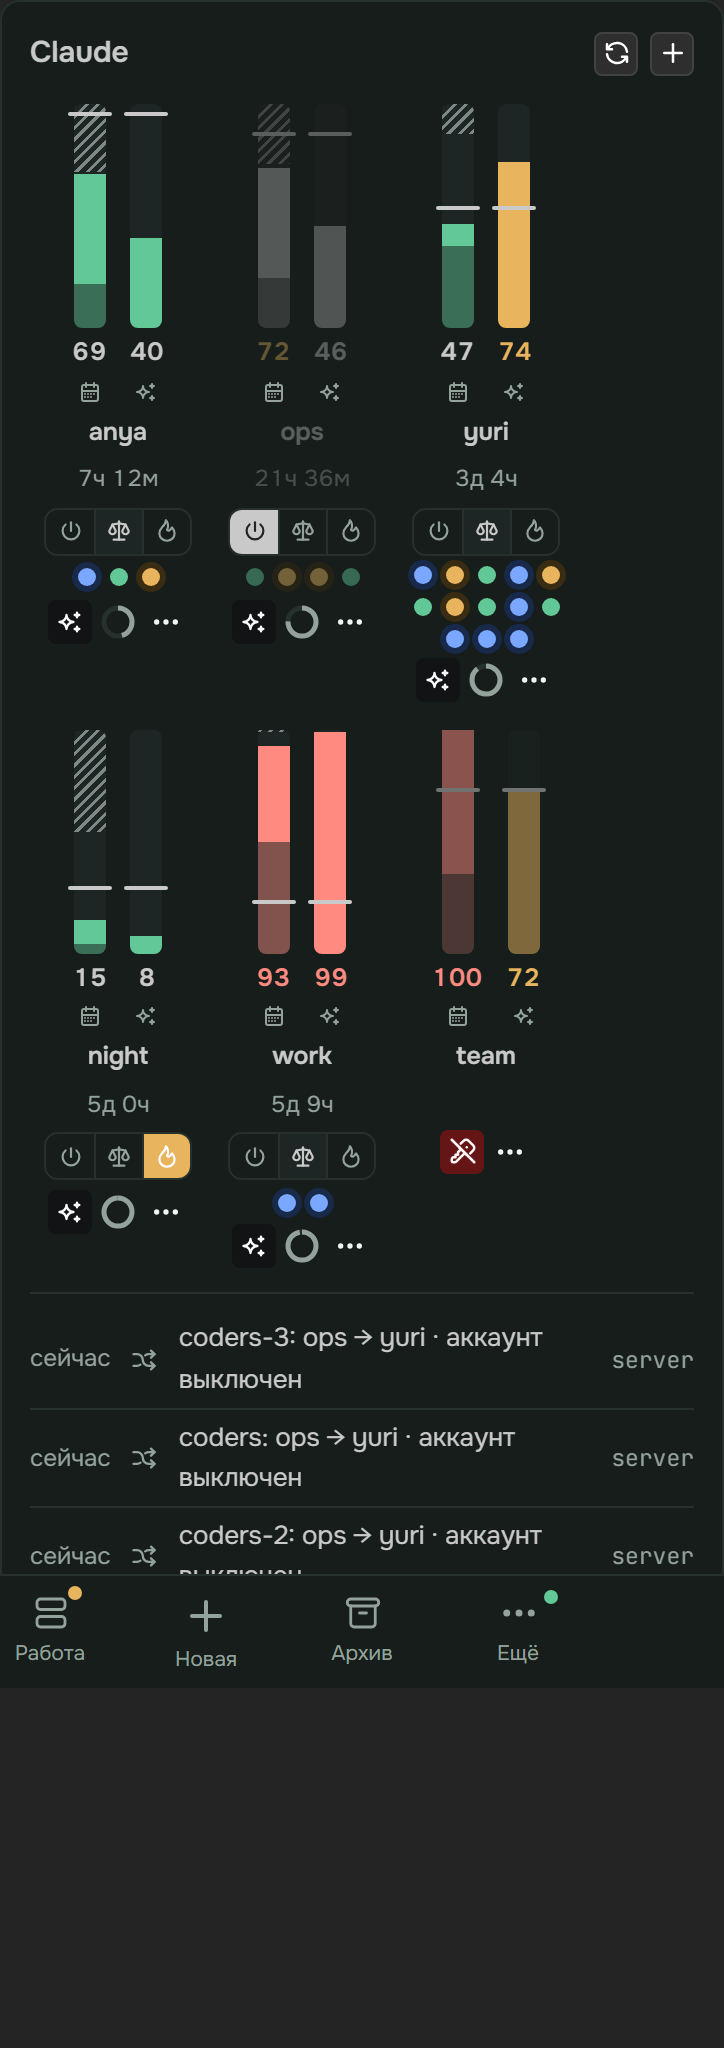 Claude
69 40 72 46 47 74
anya ops yuri
7ч 12м 21ч 36м 3д 4ч
15 8 93 99 100 72
night work team
5д 0ч 5д 9ч
сейчас coders-3: ops → yuri · аккаунт выключен server
сейчас coders: ops → yuri · аккаунт выключен server
сейчас coders-2: ops → yuri · аккаунт выключен server
Работа Новая Архив Ещё